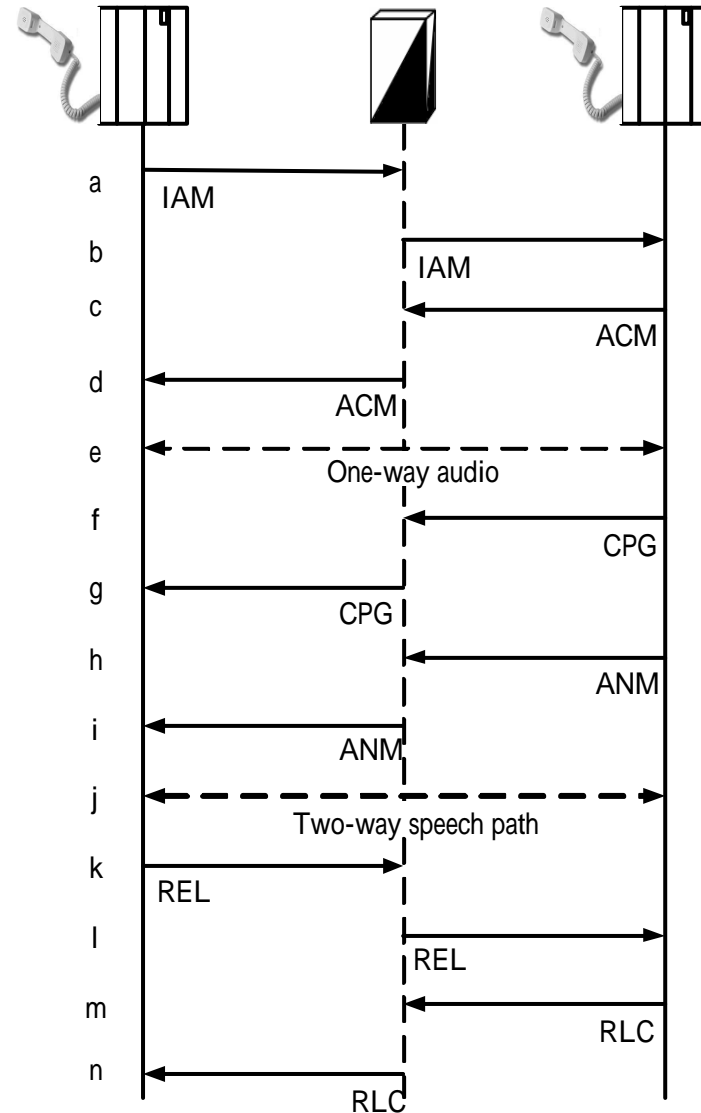 a
IAM
b
IAM
c
ACM
d
ACM
e
One-way audio
f
CPG
g
CPG
h
ANM
i
ANM
j
Two-way speech path
k
REL
l
REL
m
RLC
n
RLC